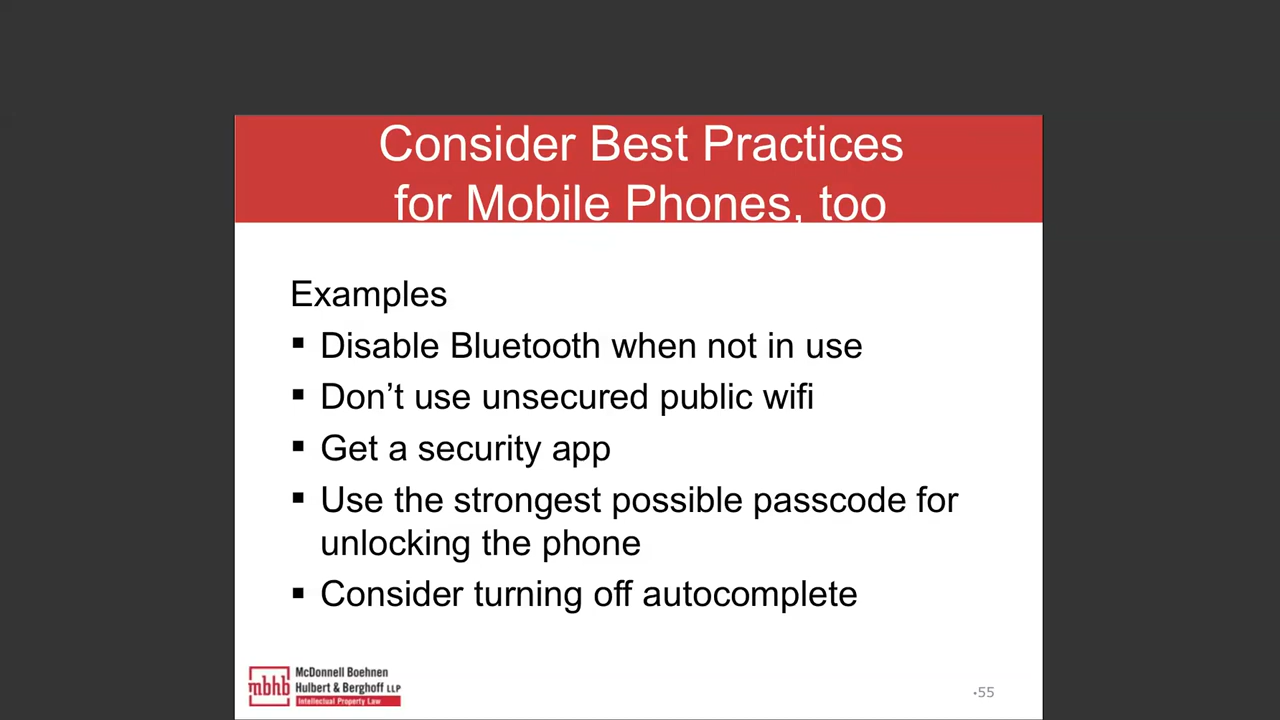 Consider Best Practices
for Mobile Phones, too
Examples
▪ Disable Bluetooth when not in use
▪ Don’t use unsecured public wifi
▪ Get a security app
▪ Use the strongest possible passcode for
unlocking the phone
▪ Consider turning off autocomplete
mbhb
McDonnell Boehnen
Hulbert & Berghoff LLP
Intellectual Property Law
•55